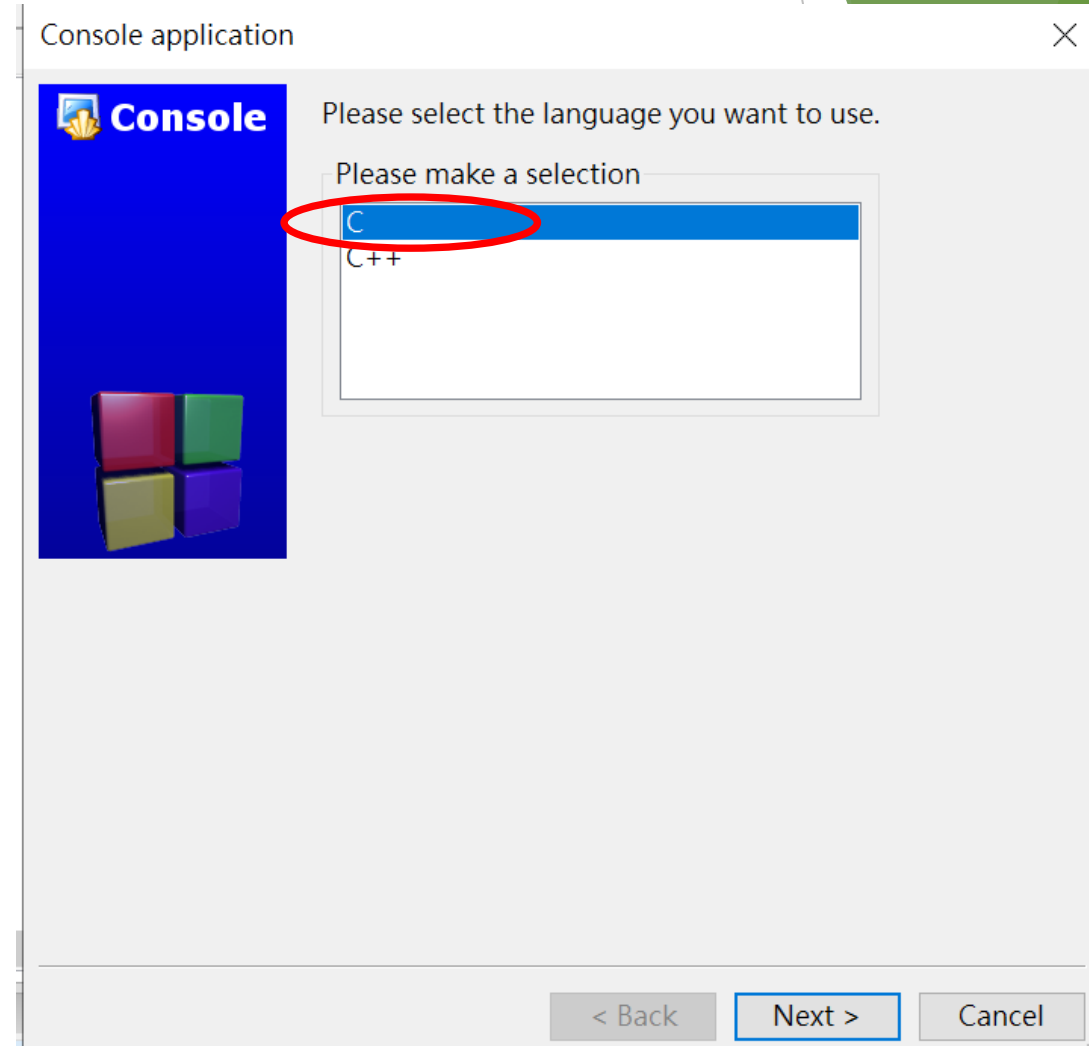 Console application
Console
Please select the language you want to use.
Please make a selection
C
C++
< Back
Next >
Cancel